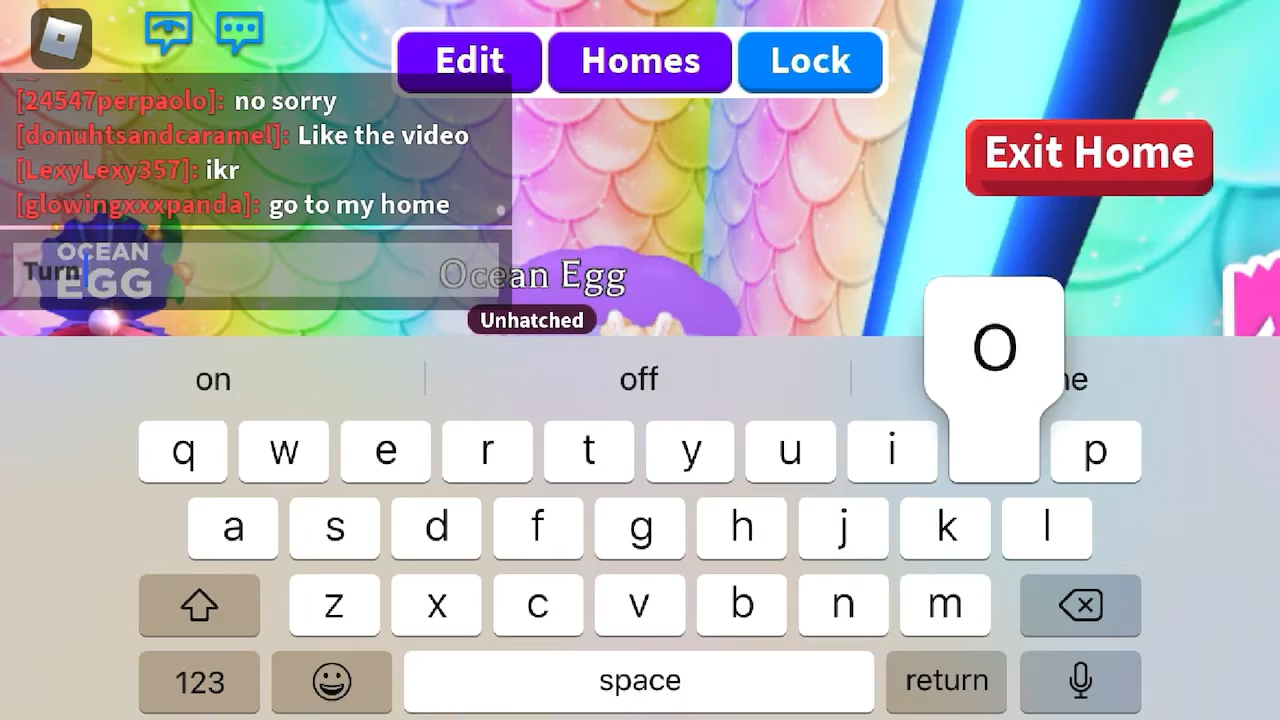 Edit Homes Lock
[24547perpaolo]: no sorry
[donuhtsandcaramel]: Like the video
[LexyLexy357]: ikr
[glowingxxxpanda]: go to my home
Exit Home
Turn
OCEAN
EGG
Ocean Egg
Unhatched
on off
O
q w e r t y u i p
a s d f g h j k l
z x c v b n m
123 space return